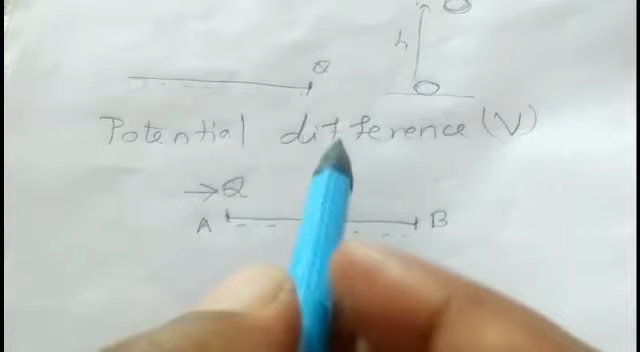 h
Q
Potential difference (V)
→ Q
A B